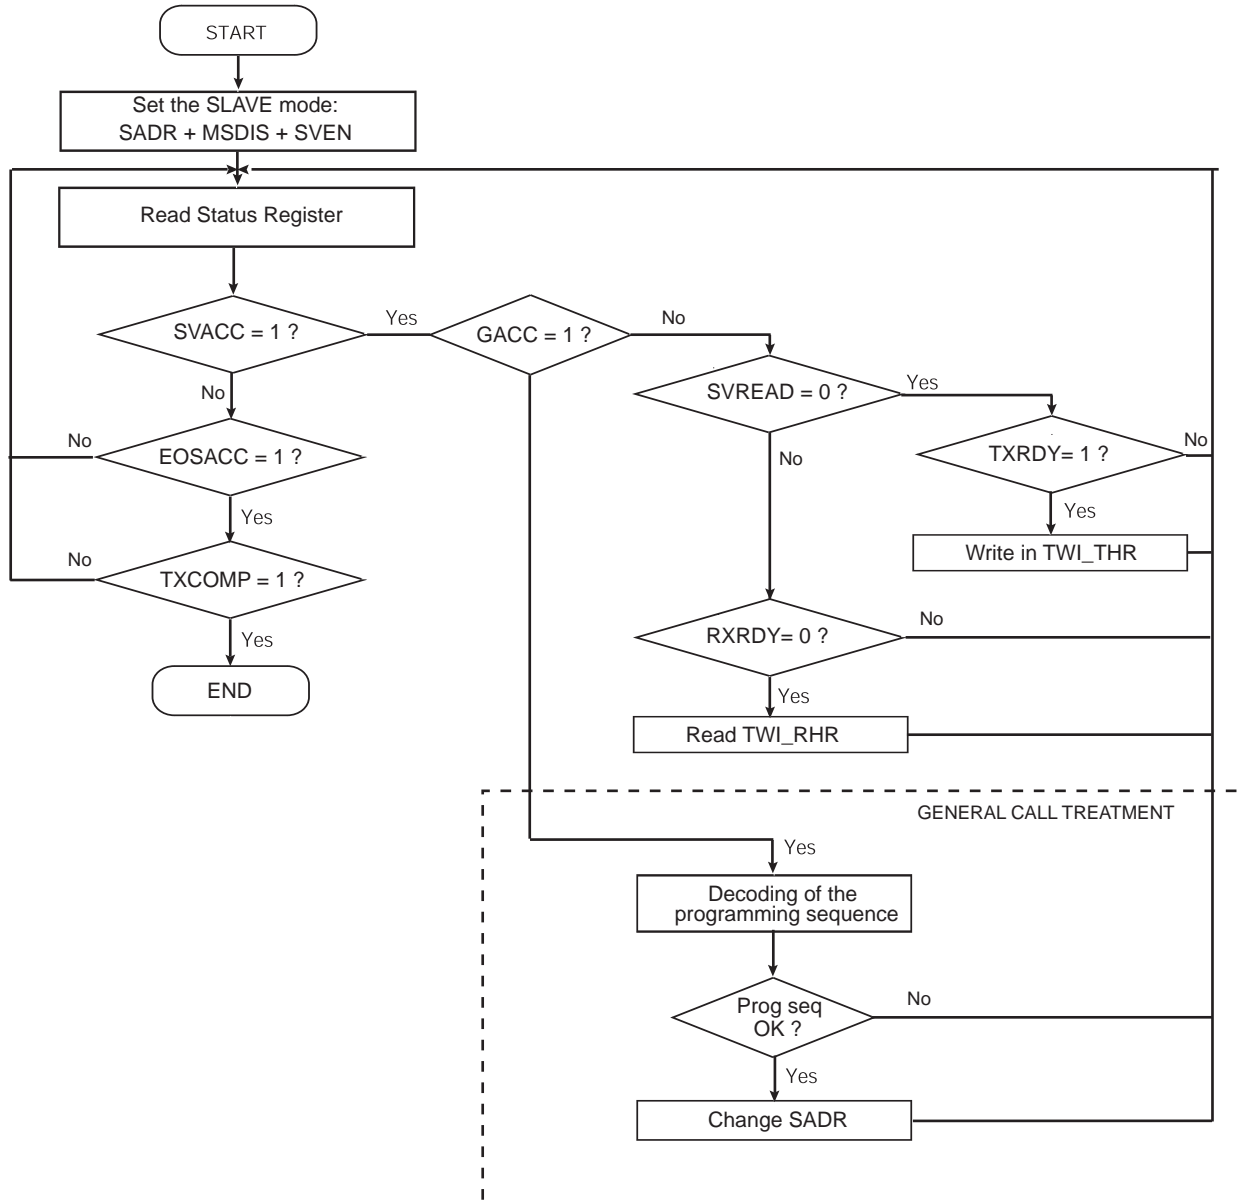 START
Set the SLAVE mode:
SADR + MSDIS + SVEN
Read Status Register
SVACC = 1 ?
Yes
GACC = 1 ?
No
SVREAD = 0 ?
Yes
No
EOSACC = 1 ?
No
No
TXRDY= 1 ?
No
Yes
Yes
Write in TWI_THR
TXCOMP = 1 ?
No
RXRDY= 0 ?
No
Yes
END
Yes
Read TWI_RHR
GENERAL CALL TREATMENT
Yes
Decoding of the
programming sequence
Prog seq
OK ?
No
Yes
Change SADR